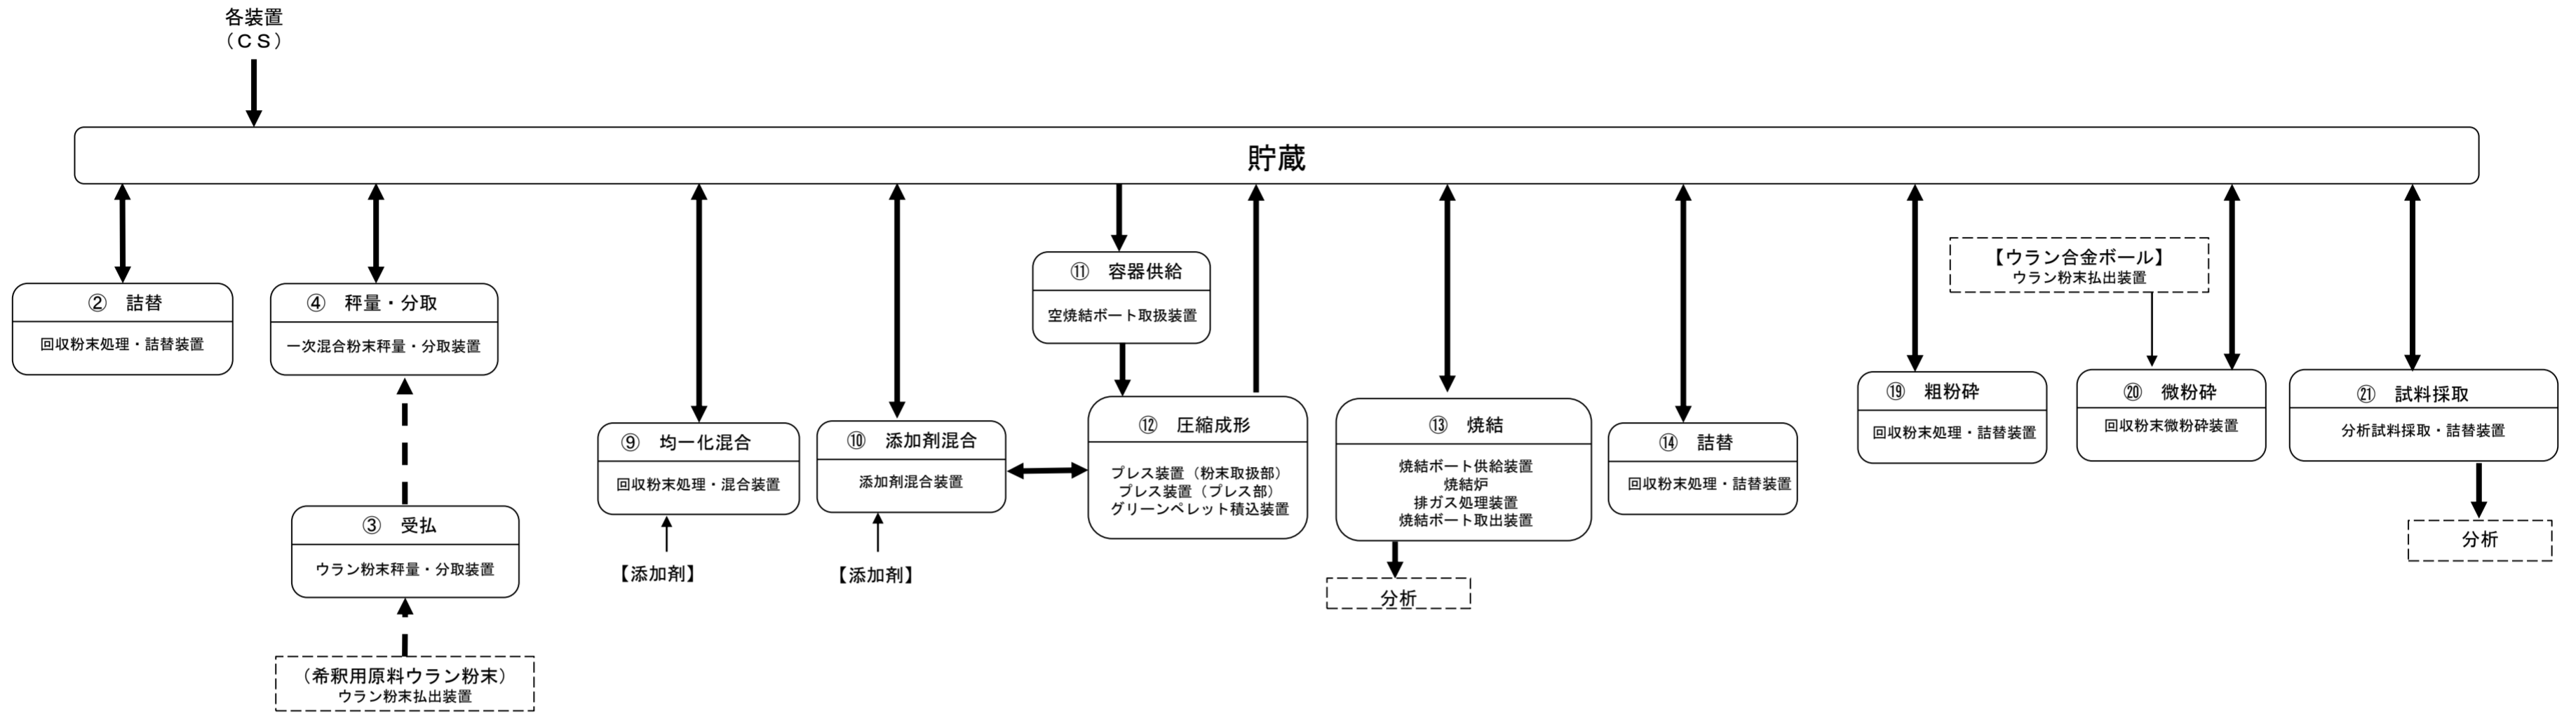 各装置
（ＣＳ）
貯蔵
② 詰替
回収粉末処理・詰替装置
④ 秤量・分取
一次混合粉末秤量・分取装置
③ 受払
ウラン粉末秤量・分取装置
（希釈用原料ウラン粉末）
ウラン粉末払出装置
⑨ 均一化混合
回収粉末処理・混合装置
【添加剤】
⑩ 添加剤混合
添加剤混合装置
【添加剤】
⑪ 容器供給
空焼結ボート取扱装置
⑫ 圧縮成形
プレス装置（粉末取扱部）
プレス装置（プレス部）
グリーンペレット積込装置
⑬ 焼結
焼結ボート供給装置
焼結炉
排ガス処理装置
焼結ボート取出装置
分析
⑭ 詰替
回収粉末処理・詰替装置
⑲ 粗粉砕
回収粉末処理・詰替装置
【ウラン合金ボール】
ウラン粉末払出装置
⑳ 微粉砕
回収粉末微粉砕装置
㉑ 試料採取
分析試料採取・詰替装置
分析